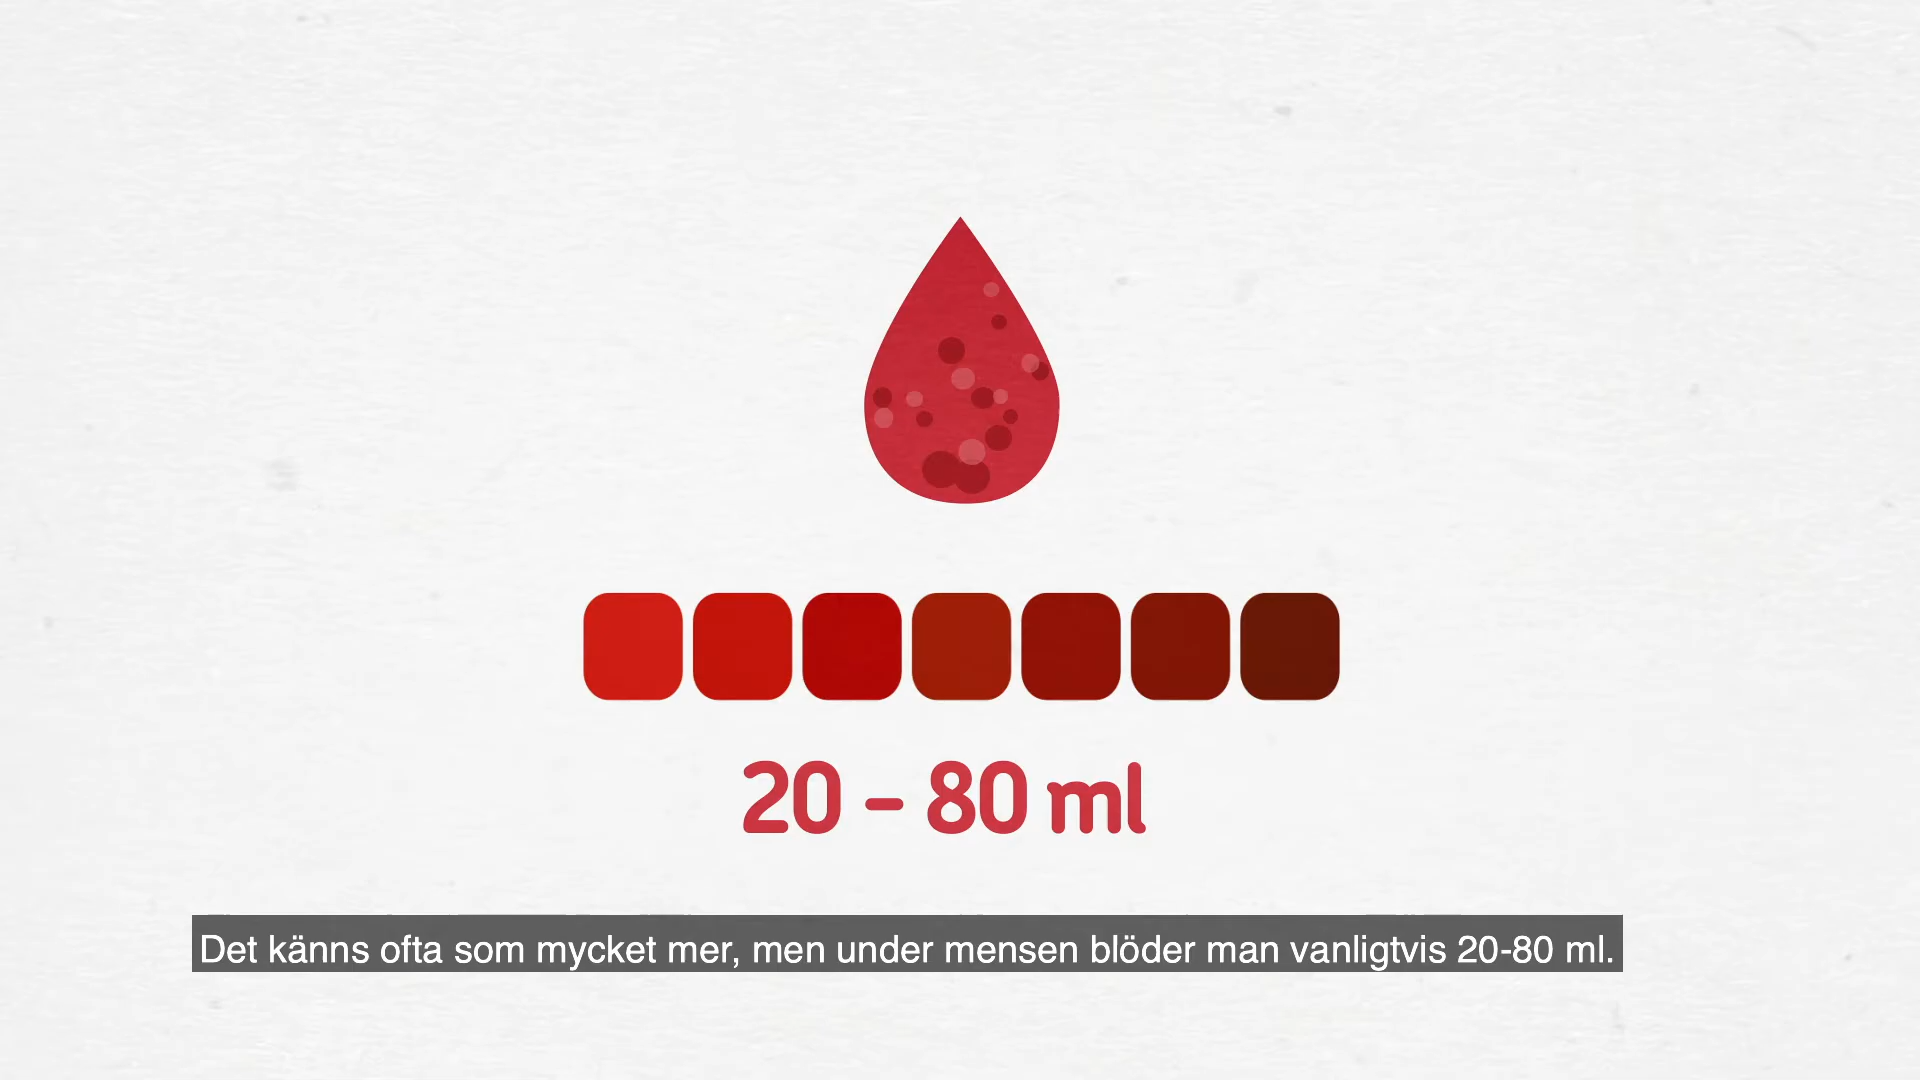 20 - 80 ml
Det känns ofta som mycket mer, men under mensen blöder man vanligtvis 20-80 ml.